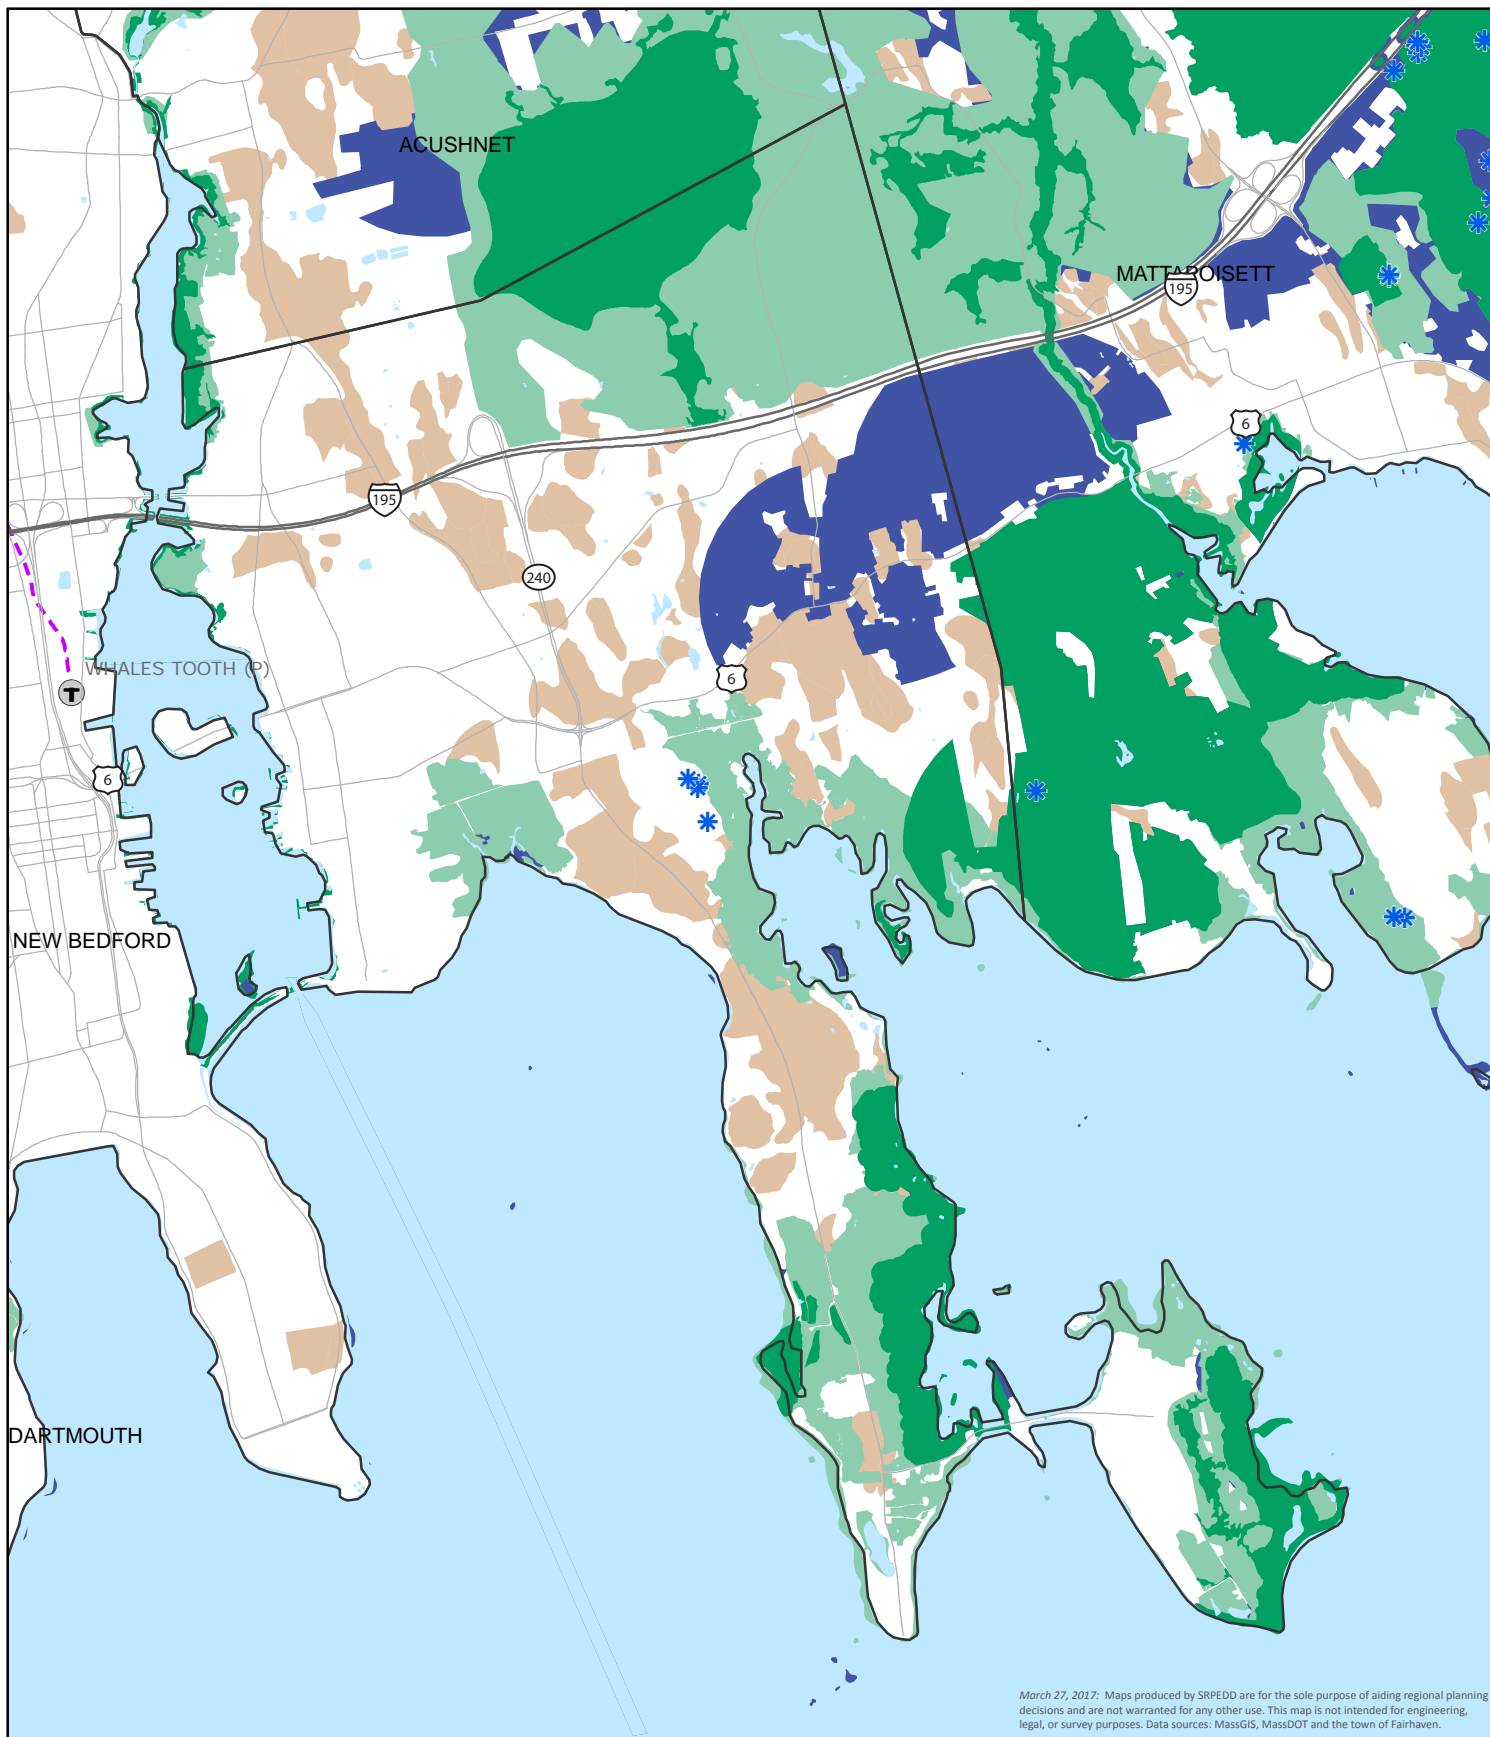 ACUSHNET
MATTAPOISETT
195
6
195
240
WHALES TOOTH (P)
T
6
6
NEW BEDFORD
DARTMOUTH
March 27, 2017: Maps produced by SRPEDD are for the sole purpose of aiding regional planning
decisions and are not warranted for any other use. This map is not intended for engineering,
legal, or survey purposes. Data sources: MassGIS, MassDOT and the town of Fairhaven.